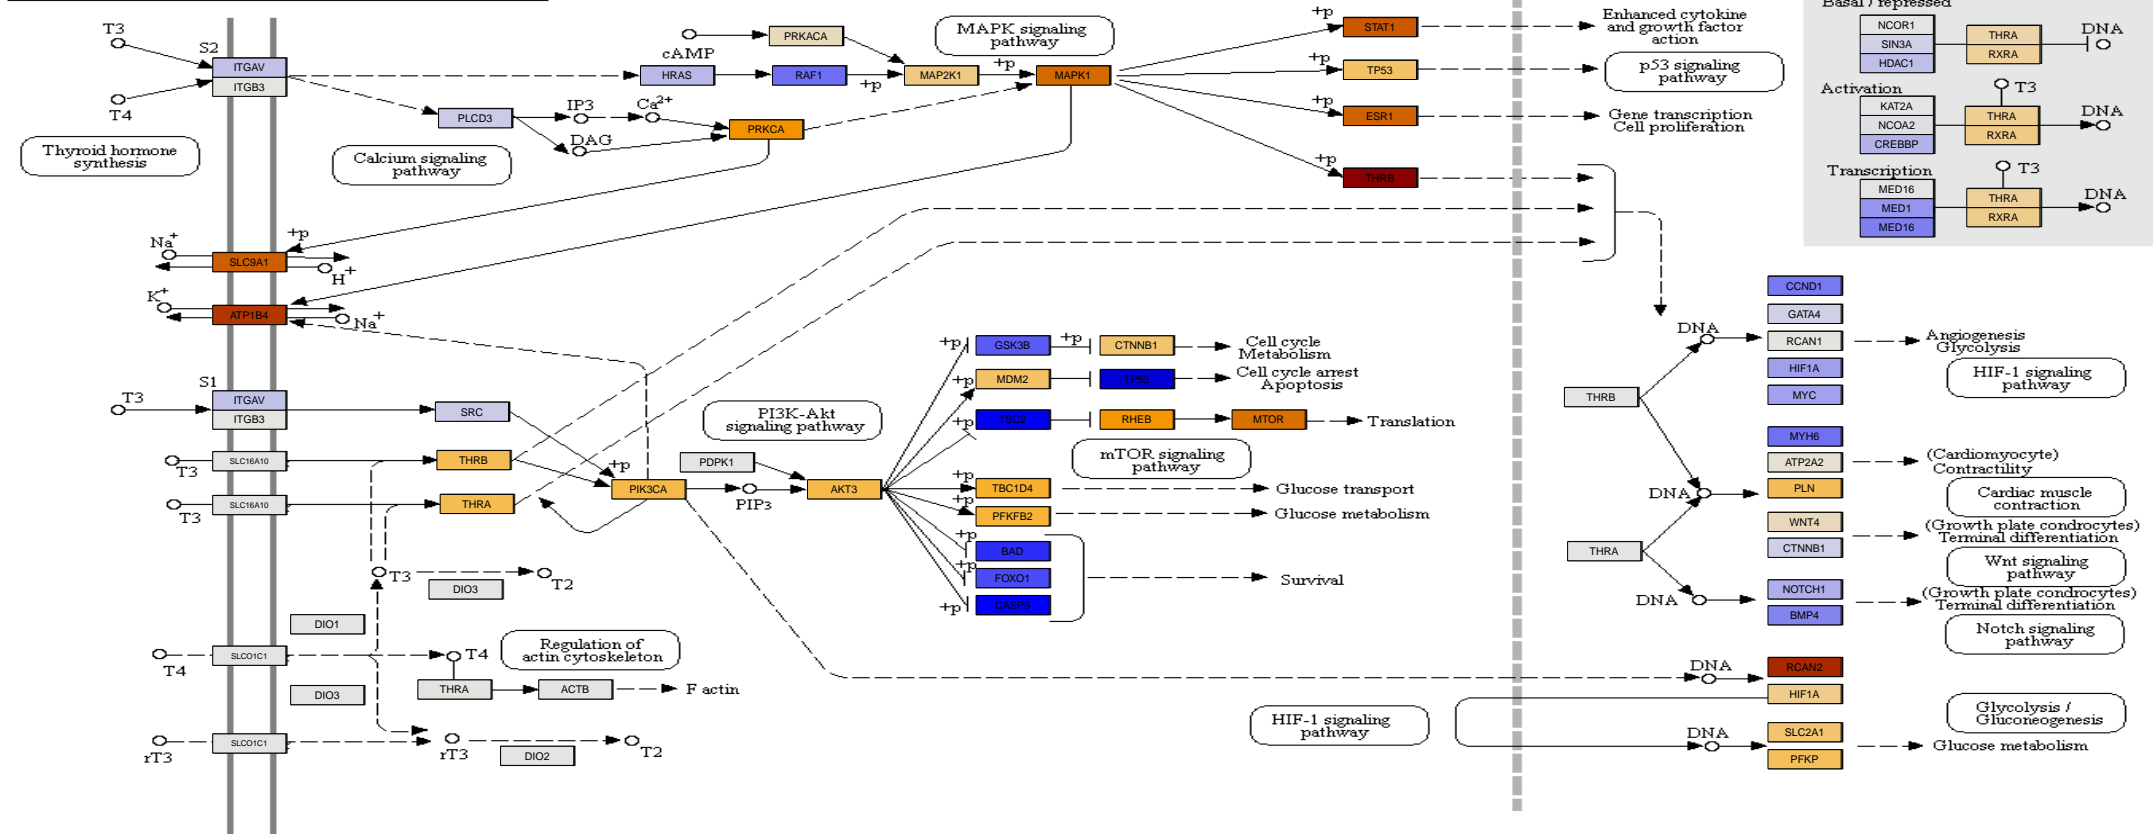 T3
S2
T4
ITGAV
ITGB3
Thyroid hormone
synthesis
PRKACA
cAMP
HRAS
RAF1
+p
MAP2K1
+p
MAPK1
MAPK signaling
pathway
PLCD3
IP3
Ca2+
DAG
PRKCA
Calcium signaling
pathway
+p
STAT1
Enhanced cytokine
and growth factor
action
+p
TP53
p53 signaling
pathway
+p
ESR1
Gene transcription
Cell proliferation
+p
THRB
Basal / repressed
NCOR1
SIN3A
HDAC1
THRA
RXRA
DNA
Activation
KAT2A
NCOA2
CREBBP
T3
THRA
RXRA
DNA
Transcription
MED16
MED1
MED16
T3
THRA
RXRA
DNA
Na+
+p
SLC9A1
H+
K+
ATP1B4
Na+
S1
T3
ITGAV
ITGB3
SRC
T3
SLC16A10
THRB
T3
SLC16A10
THRA
+p
PIK3CA
PIP3
PDPK1
AKT3
PI3K-Akt
signaling pathway
+p
GSK3B
+p
CTNNB1
Cell cycle
Metabolism
+p
MDM2
TP53
Cell cycle arrest
Apoptosis
+p
TSC2
RHEB
MTOR
Translation
mTOR signaling
pathway
+p
TBC1D4
Glucose transport
+p
PFKFB2
Glucose metabolism
+p
BAD
+p
FOXO1
+p
CASP9
Survival
T3
DIO3
T2
DIO1
T4
SLCO1C1
T4
THRA
ACTB
F actin
Regulation of
actin cytoskeleton
DIO3
rT3
SLCO1C1
rT3
DIO2
T2
THRB
THRA
DNA
CCND1
GATA4
RCAN1
HIF1A
MYC
Angiogenesis
Glycolysis
HIF-1 signaling
pathway
DNA
MYH6
ATP2A2
PLN
(Cardiomyocyte)
Contractility
Cardiac muscle
contraction
WNT4
CTNNB1
(Growth plate condrocytes)
Terminal differentiation
Wnt signaling
pathway
DNA
NOTCH1
BMP4
(Growth plate condrocytes)
Terminal differentiation
Notch signaling
pathway
DNA
RCAN2
HIF1A
HIF-1 signaling
pathway
Glycolysis /
Gluconeogenesis
DNA
SLC2A1
PFKP
Glucose metabolism